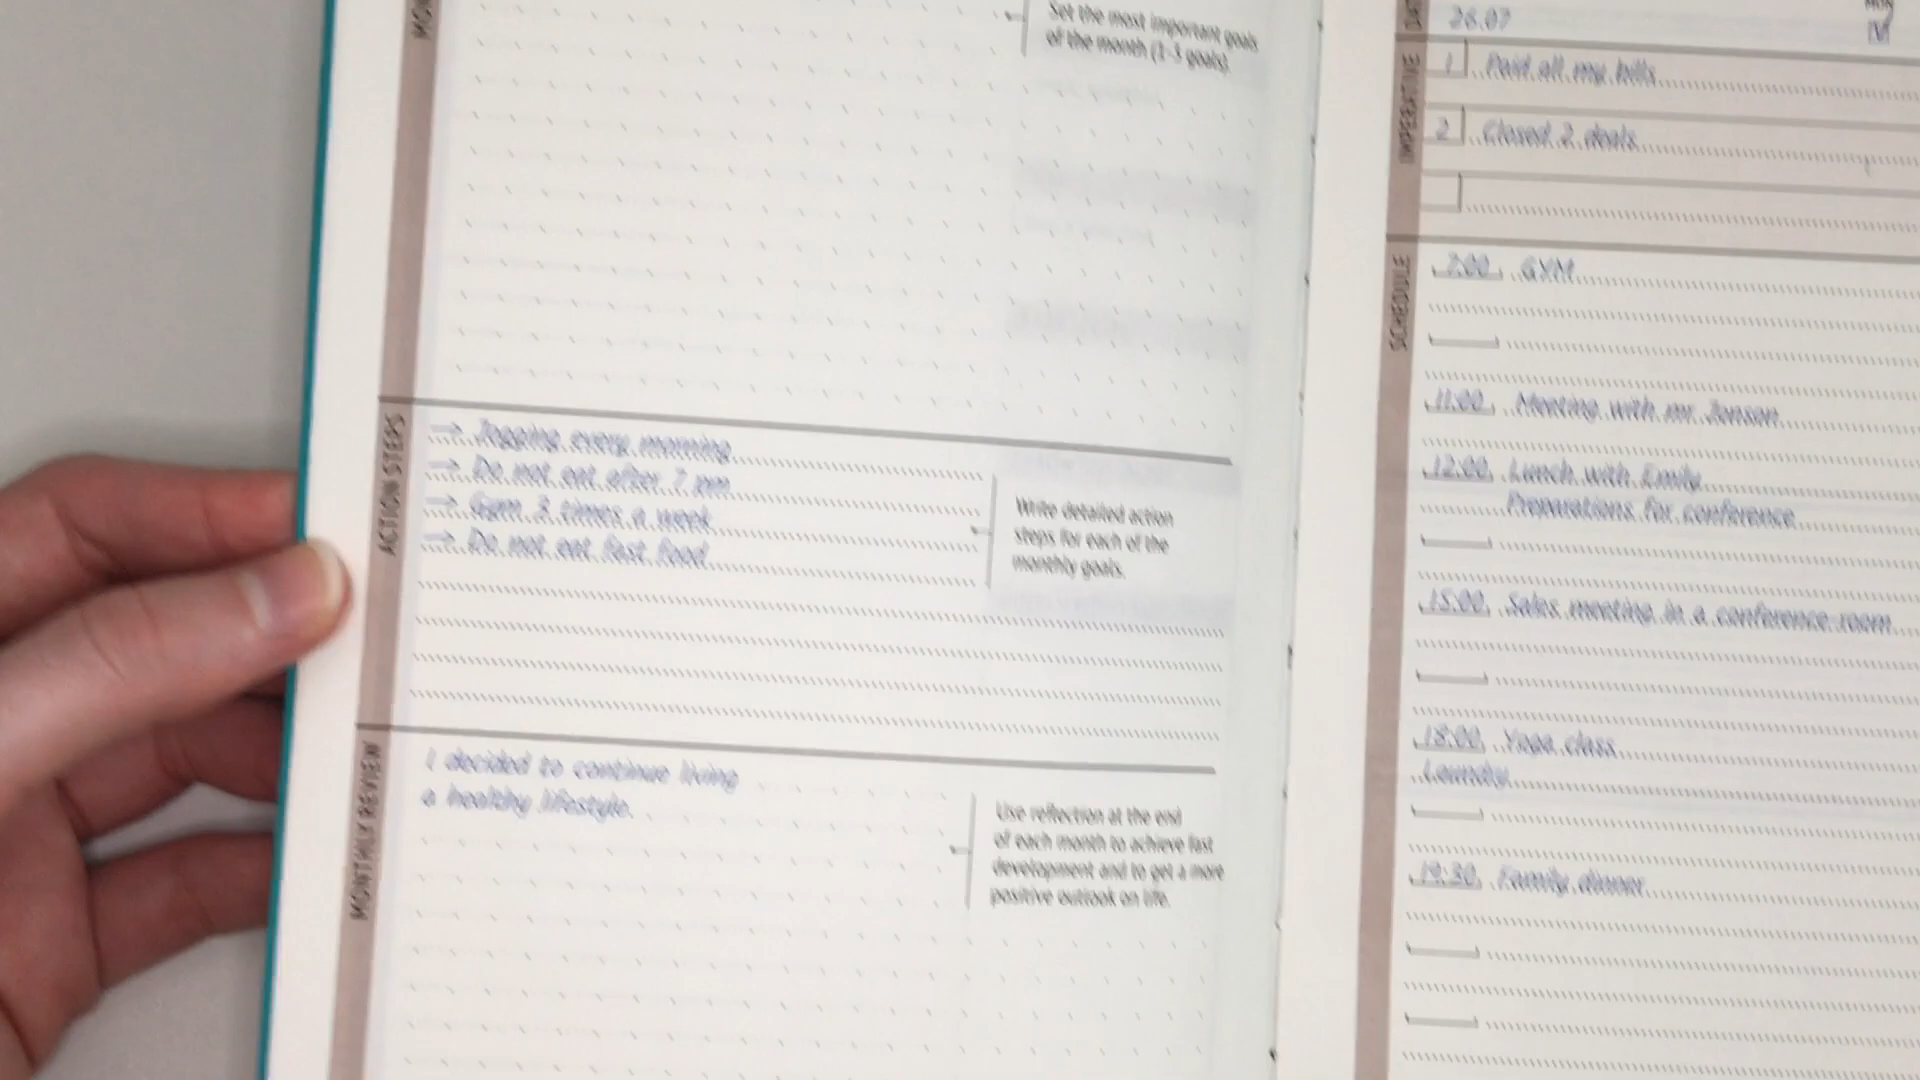 Set the most important goals
of the month (1-3 goals).
ACTION STEPS
→ Jogging every morning
→ Do not eat after 7 pm
→ Gym 3 times a week
→ Do not eat fast food
Write detailed action
steps for each of the
monthly goals.
MONTHLY REVIEW
I decided to continue living
a healthy lifestyle.
Use reflection at the end
of each month to achieve fast
development and to get a more
positive outlook on life.
26.07
IMPERATIVE
1 Paid all my bills
2 Closed 2 deals
SCHEDULE
7:00 GYM
11:00 Meeting with mr. Jonson
12:00 Lunch with Emily
Preparations for conference
15:00 Sales meeting in a conference room
18:00 Yoga class
Laundry
19:30 Family dinner